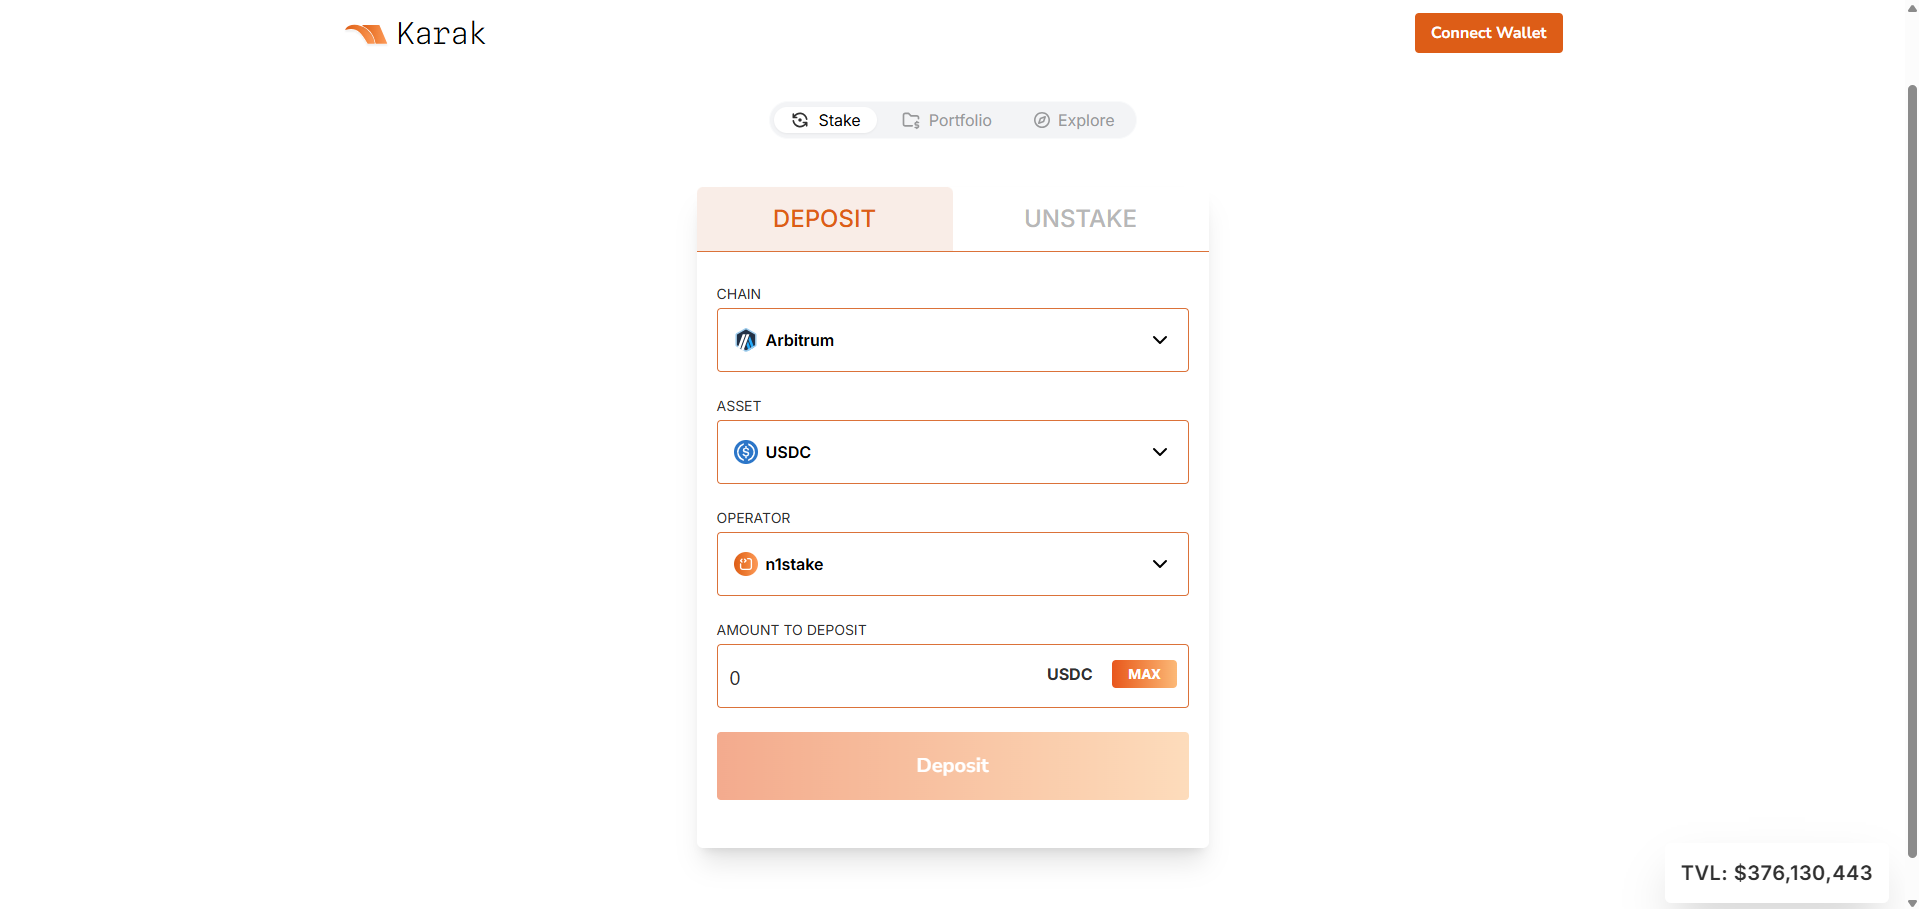 Karak
Connect Wallet
Stake
Portfolio
Explore
DEPOSIT
UNSTAKE
CHAIN
Arbitrum
ASSET
USDC
OPERATOR
n1stake
AMOUNT TO DEPOSIT
0
USDC
MAX
Deposit
TVL: $376,130,443